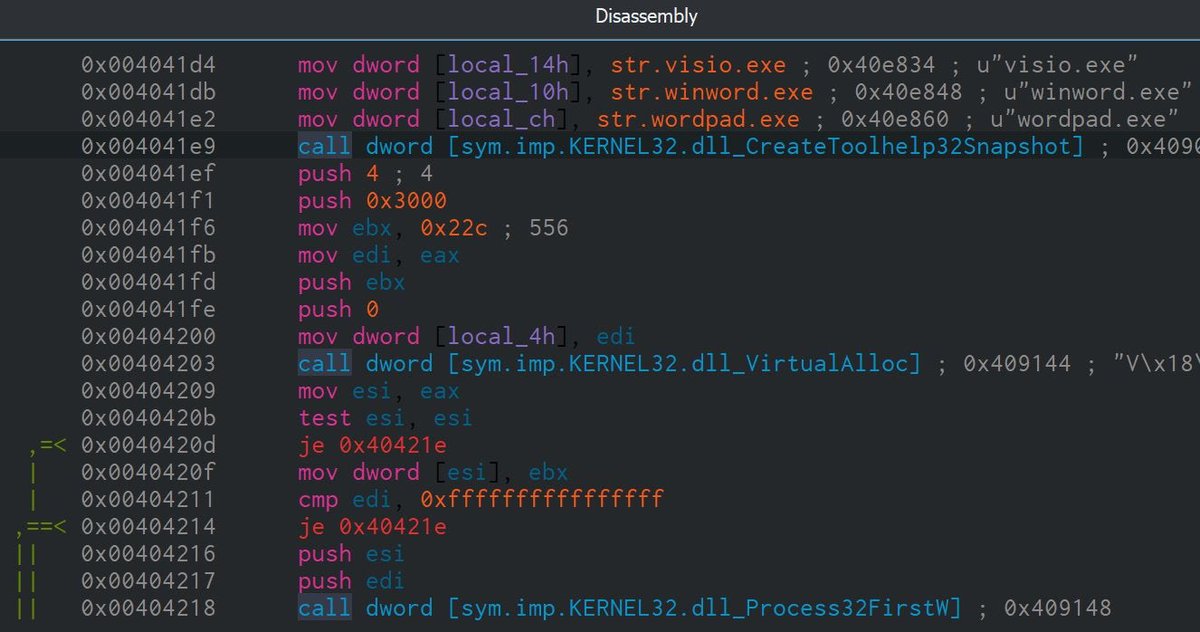 Disassembly
0x004041d4 mov dword [local_14h], str.visio.exe ; 0x40e834 ; u"visio.exe"
0x004041db mov dword [local_10h], str.winword.exe ; 0x40e848 ; u"winword.exe"
0x004041e2 mov dword [local_ch], str.wordpad.exe ; 0x40e860 ; u"wordpad.exe"
0x004041e9 call dword [sym.imp.KERNEL32.dll_CreateToolhelp32Snapshot] ; 0x4090
0x004041ef push 4 ; 4
0x004041f1 push 0x3000
0x004041f6 mov ebx, 0x22c ; 556
0x004041fb mov edi, eax
0x004041fd push ebx
0x004041fe push 0
0x00404200 mov dword [local_4h], edi
0x00404203 call dword [sym.imp.KERNEL32.dll_VirtualAlloc] ; 0x409144 ; "V\x18\
0x00404209 mov esi, eax
0x0040420b test esi, esi
,=< 0x0040420d je 0x40421e
| 0x0040420f mov dword [esi], ebx
| 0x00404211 cmp edi, 0xffffffffffffffff
,==< 0x00404214 je 0x40421e
|| 0x00404216 push esi
|| 0x00404217 push edi
|| 0x00404218 call dword [sym.imp.KERNEL32.dll_Process32FirstW] ; 0x409148